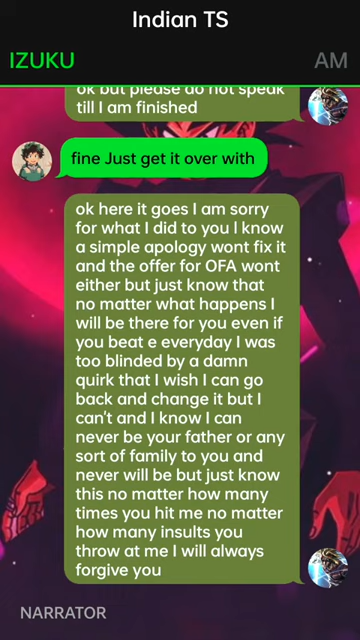 Indian TS
IZUKU
AM
ok but please do not speak
till I am finished
fine Just get it over with
ok here it goes I am sorry
for what I did to you I know
a simple apology wont fix it
and the offer for OFA wont
either but just know that
no matter what happens I
will be there for you even if
you beat e everyday I was
too blinded by a damn
quirk that I wish I can go
back and change it but I
can't and I know I can
never be your father or any
sort of family to you and
never will be but just know
this no matter how many
times you hit me no matter
how many insults you
throw at me I will always
forgive you
NARRATOR